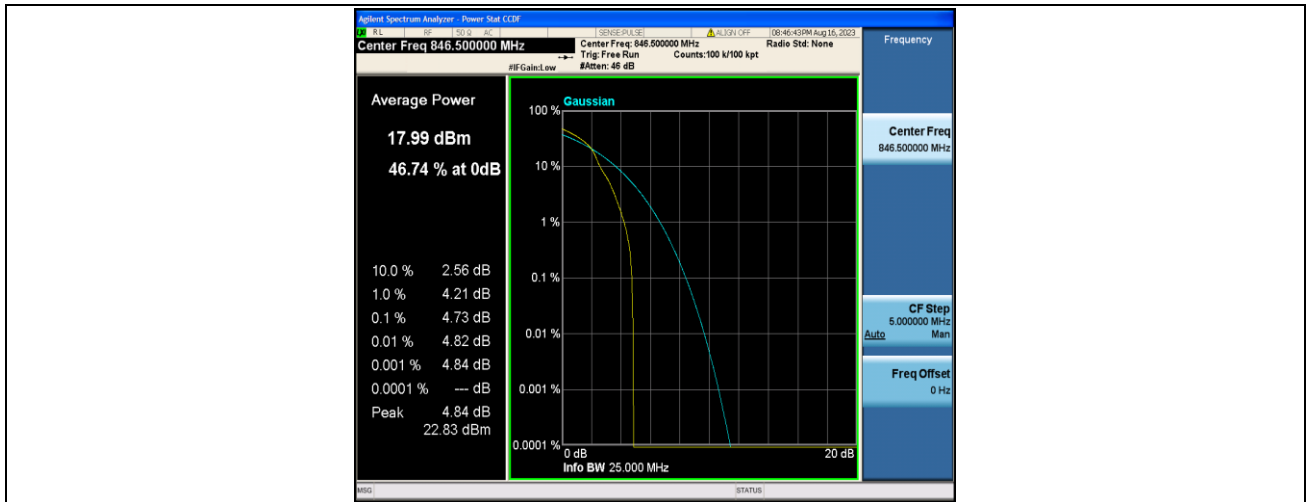 Agilent Spectrum Analyzer - Power Stat CCDF
RL RF 50 Ω AC SENSE:PULSE ALIGN OFF 08:46:43PM Aug 16, 2023
Center Freq 846.500000 MHz
Center Freq: 846.500000 MHz Radio Std: None
Trig: Free Run Counts:100 k/100 kpt
#IFGain:Low #Atten: 46 dB
Frequency
Average Power
17.99 dBm
46.74 % at 0dB
10.0 % 2.56 dB
1.0 % 4.21 dB
0.1 % 4.73 dB
0.01 % 4.82 dB
0.001 % 4.84 dB
0.0001 % --- dB
Peak 4.84 dB
22.83 dBm
Gaussian
100 %
10 %
1 %
0.1 %
0.01 %
0.001 %
0.0001 %
0 dB 20 dB
Info BW 25.000 MHz
Center Freq
846.500000 MHz
CF Step
5.000000 MHz
Auto Man
Freq Offset
0 Hz
MSG STATUS